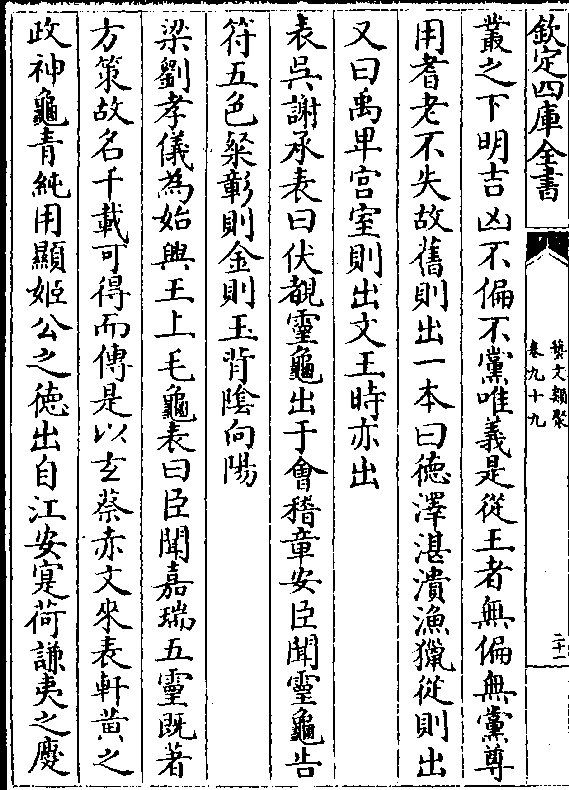 欽定四庫全書
藝文類聚
卷九十九
二十一
叢之下明吉凶不偏不黨唯義是從王者無偏無黨尊
用耆老不失故舊則出一本曰德澤湛漬漁獵從則出
又曰禹卑宮室則出文王時亦出
表吳謝承表曰伏覩靈龜出于會稽章安臣聞靈龜告
符五色粲彰則金則玉背陰向陽
梁劉孝儀為始興王上毛龜表曰臣聞嘉瑞五靈既著
方策故名千載可得而傳是以玄蔡赤文來表軒黃之
政神龜青純用顯姬公之德出自江安寔荷謙夷之慶